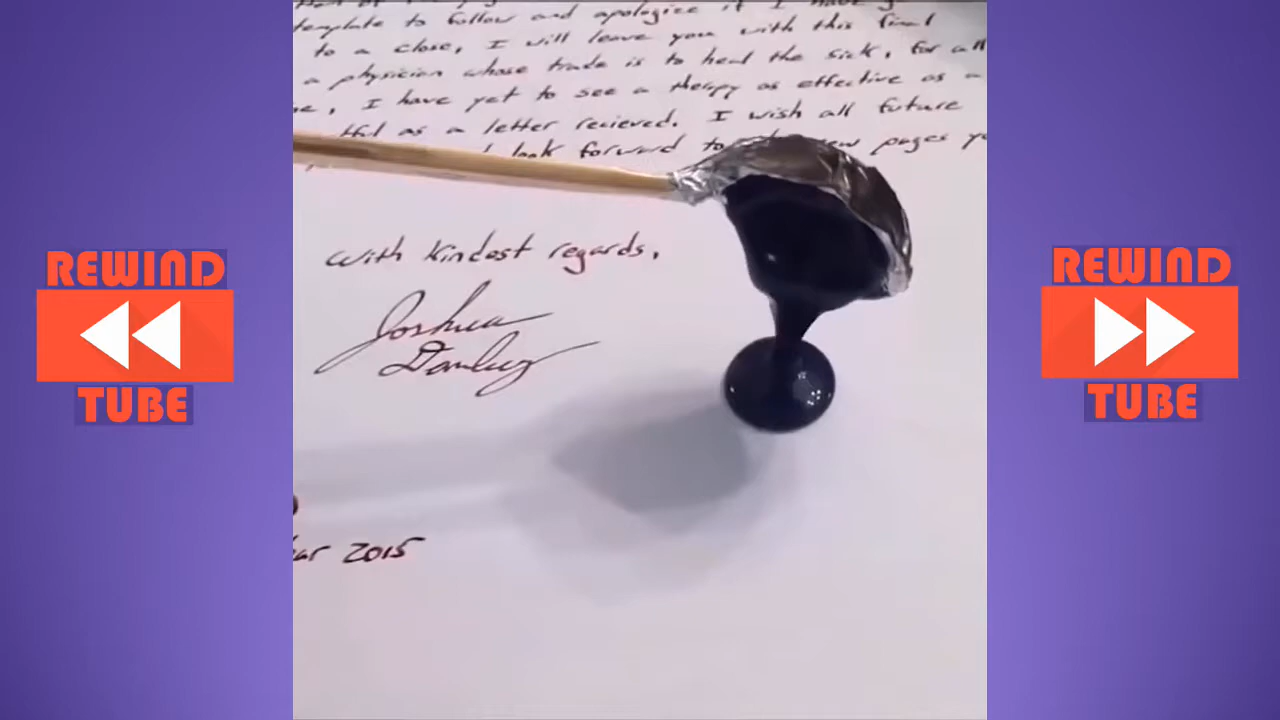 template to follow and apologize if I have
to a close, I will leave you with this final
a physician whose trade is to heal the sick, for all
I have yet to see a therapy as effective as a
as a letter recieved. I wish all future
look forward to pages
With kindest regards,
Joshua
2015
REWIND
TUBE
REWIND
TUBE